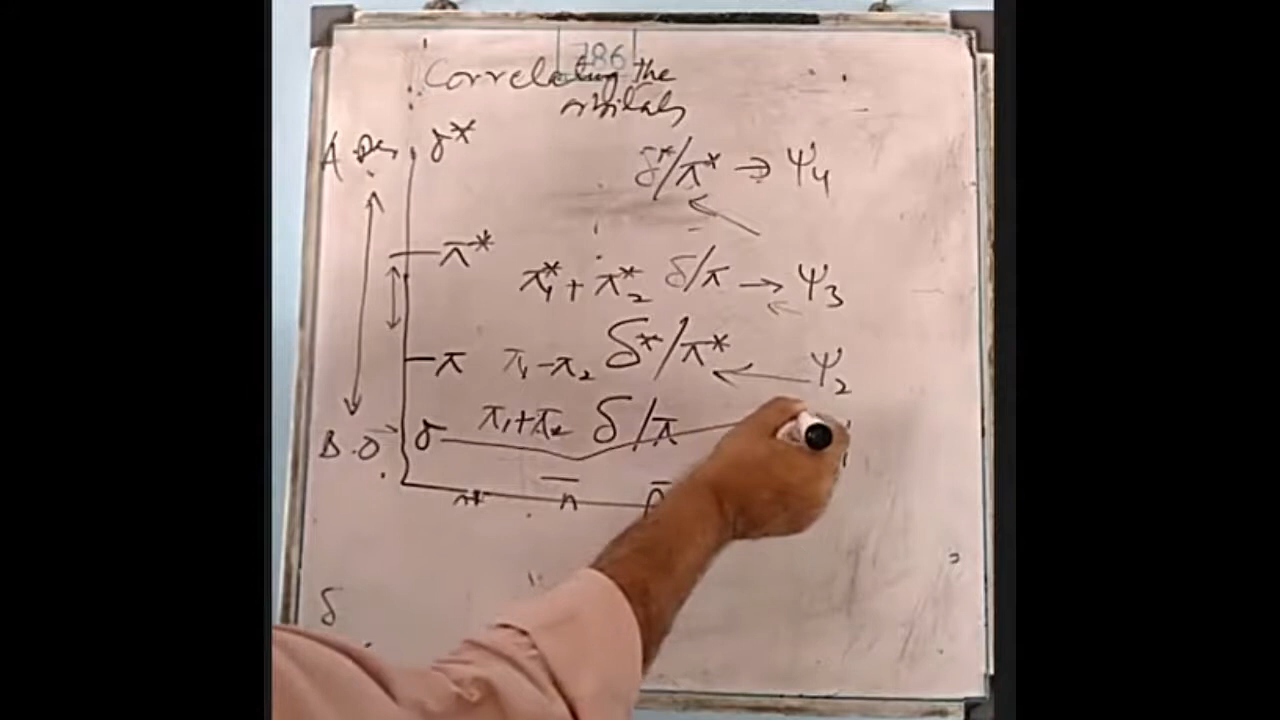 786
Correlating the
orbitals
σ*
δ*/π* → Ψ4
π*
π1* + π2* δ/π → Ψ3
π π1-π2 δ*/π* Ψ2
B.O σ π1+π2 δ/π
δ